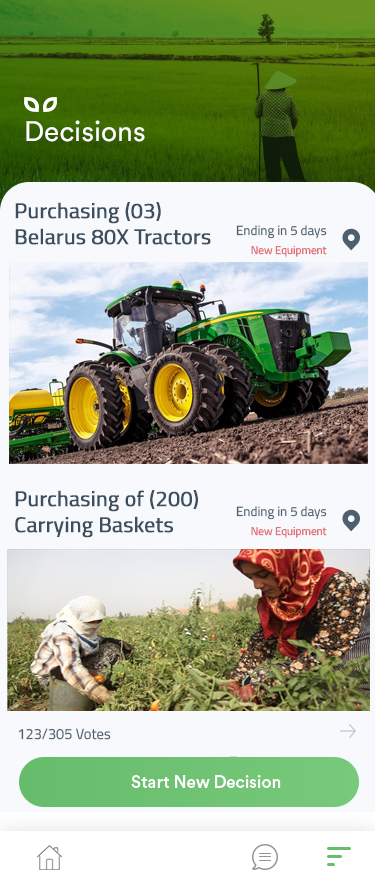 Decisions
Purchasing (03)
Belarus 80X Tractors
Ending in 5 days
New Equipment
Purchasing of (200)
Carrying Baskets
Ending in 5 days
New Equipment
123/305 Votes
Start New Decision